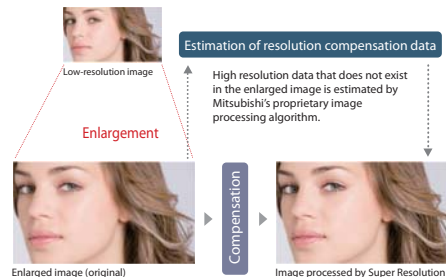 Estimation of resolution compensation data
Low-resolution image
High resolution data that does not exist
in the enlarged image is estimated by
Mitsubishi's proprietary image
processing algorithm.
Enlargement
Compensation
Enlarged image (original)
Image processed by Super Resolution